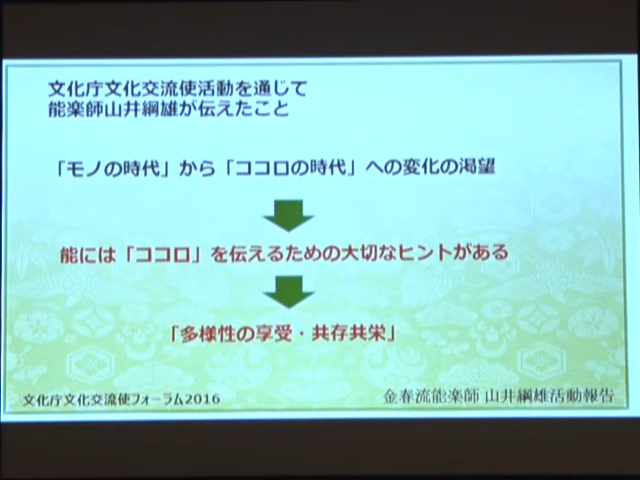 文化庁文化交流使活動を通じて
能楽師山井綱雄が伝えたこと
「モノの時代」から「ココロの時代」への変化の渇望
能には「ココロ」を伝えるための大切なヒントがある
「多様性の享受・共存共栄」
文化庁文化交流使フォーラム2016
金春流能楽師 山井綱雄活動報告